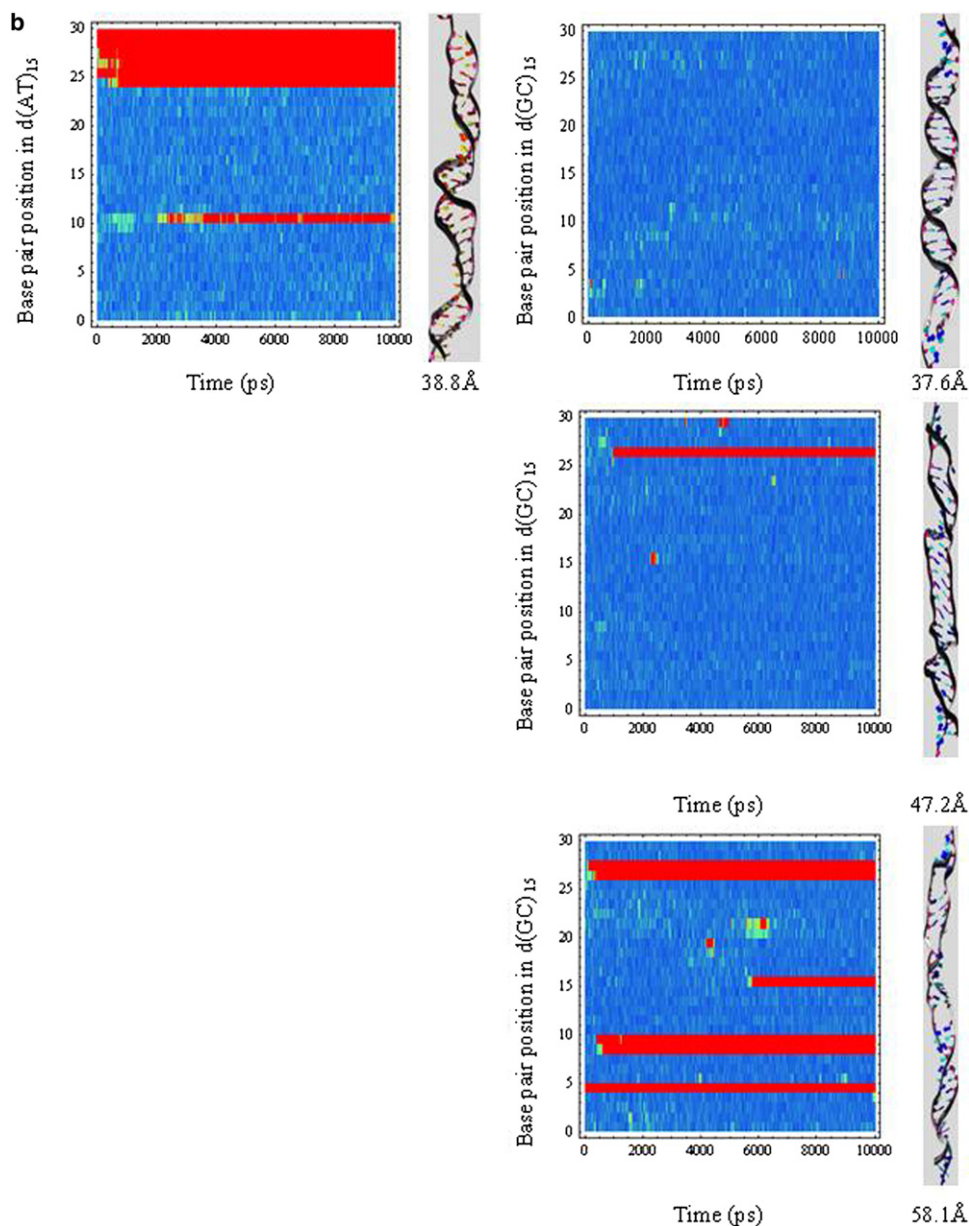 b
Base pair position in d(AT)15
30
25
20
15
10
5
0
0 2000 4000 6000 8000 10000
Time (ps)
38.8Å
Base pair position in d(GC)15
30
25
20
15
10
5
0
0 2000 4000 6000 8000 10000
Time (ps)
37.6Å
Base pair position in d(GC)15
30
25
20
15
10
5
0
0 2000 4000 6000 8000 10000
Time (ps)
47.2Å
Base pair position in d(GC)15
30
25
20
15
10
5
0
0 2000 4000 6000 8000 10000
Time (ps)
58.1Å